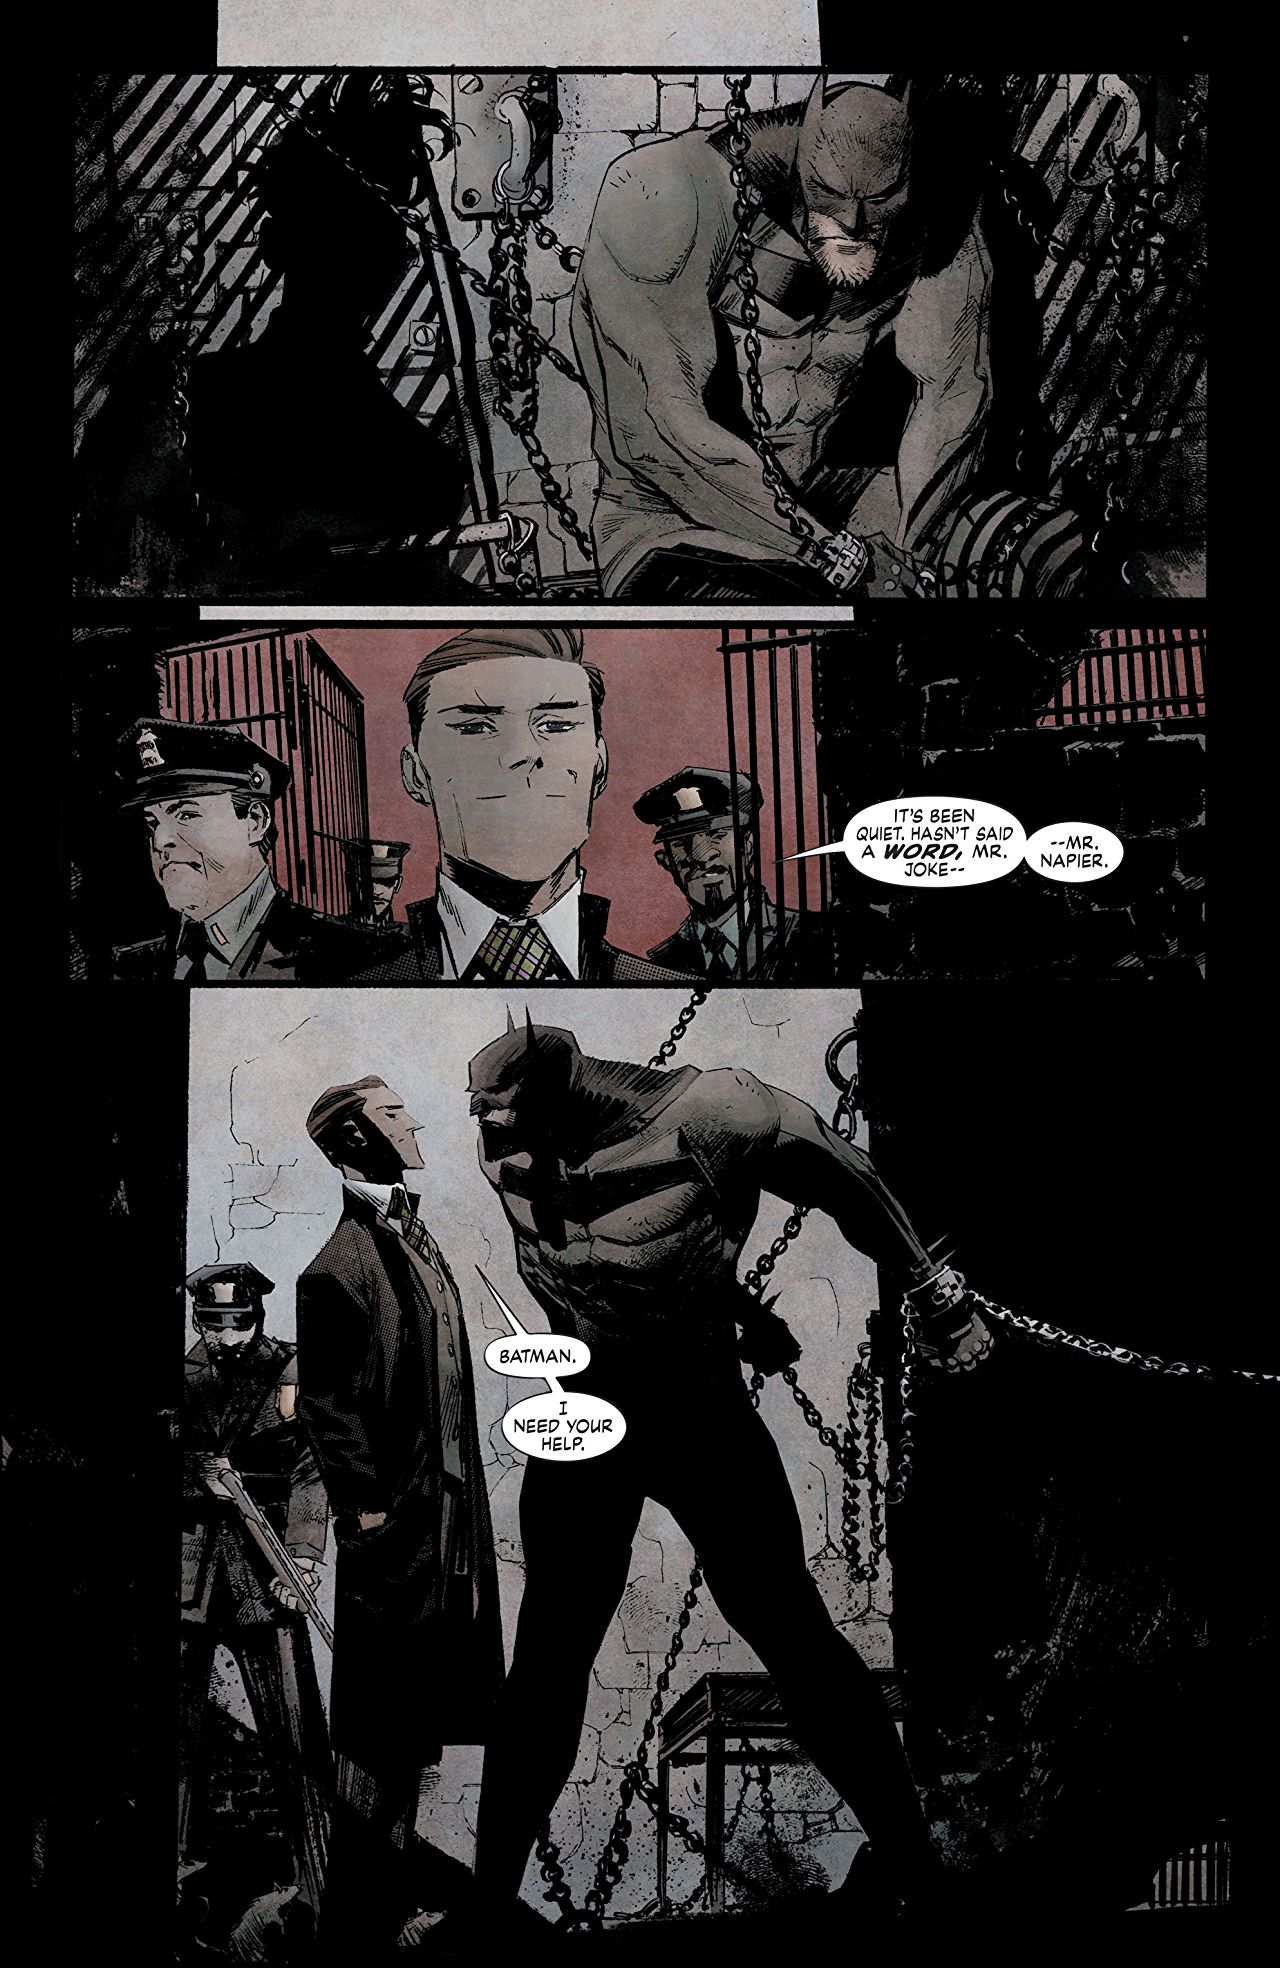 IT'S BEEN
QUIET. HASN'T SAID
A WORD, MR.
JOKE--
--MR.
NAPIER.
BATMAN.
I
NEED YOUR
HELP.